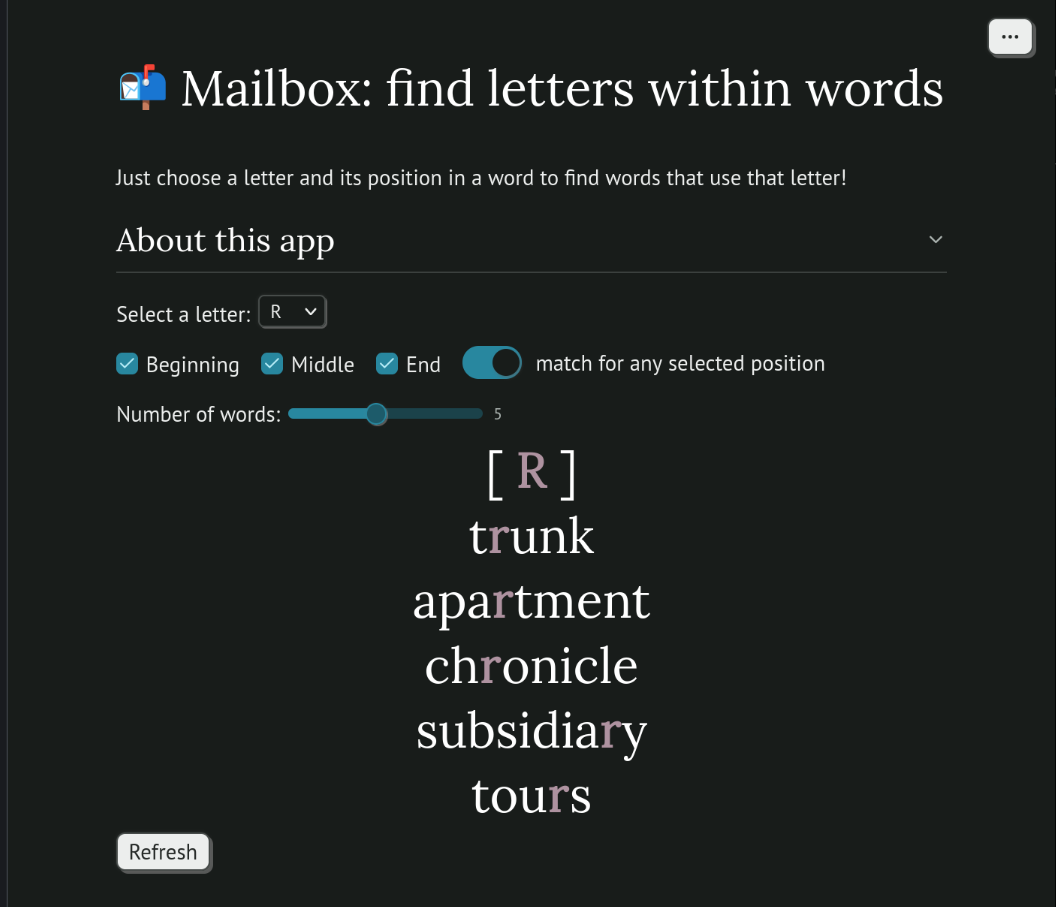 Mailbox: find letters within words
Just choose a letter and its position in a word to find words that use that letter!
About this app
Select a letter: R
Beginning Middle End match for any selected position
Number of words: 5
[ R ]
trunk
apartment
chronicle
subsidiary
tours
Refresh